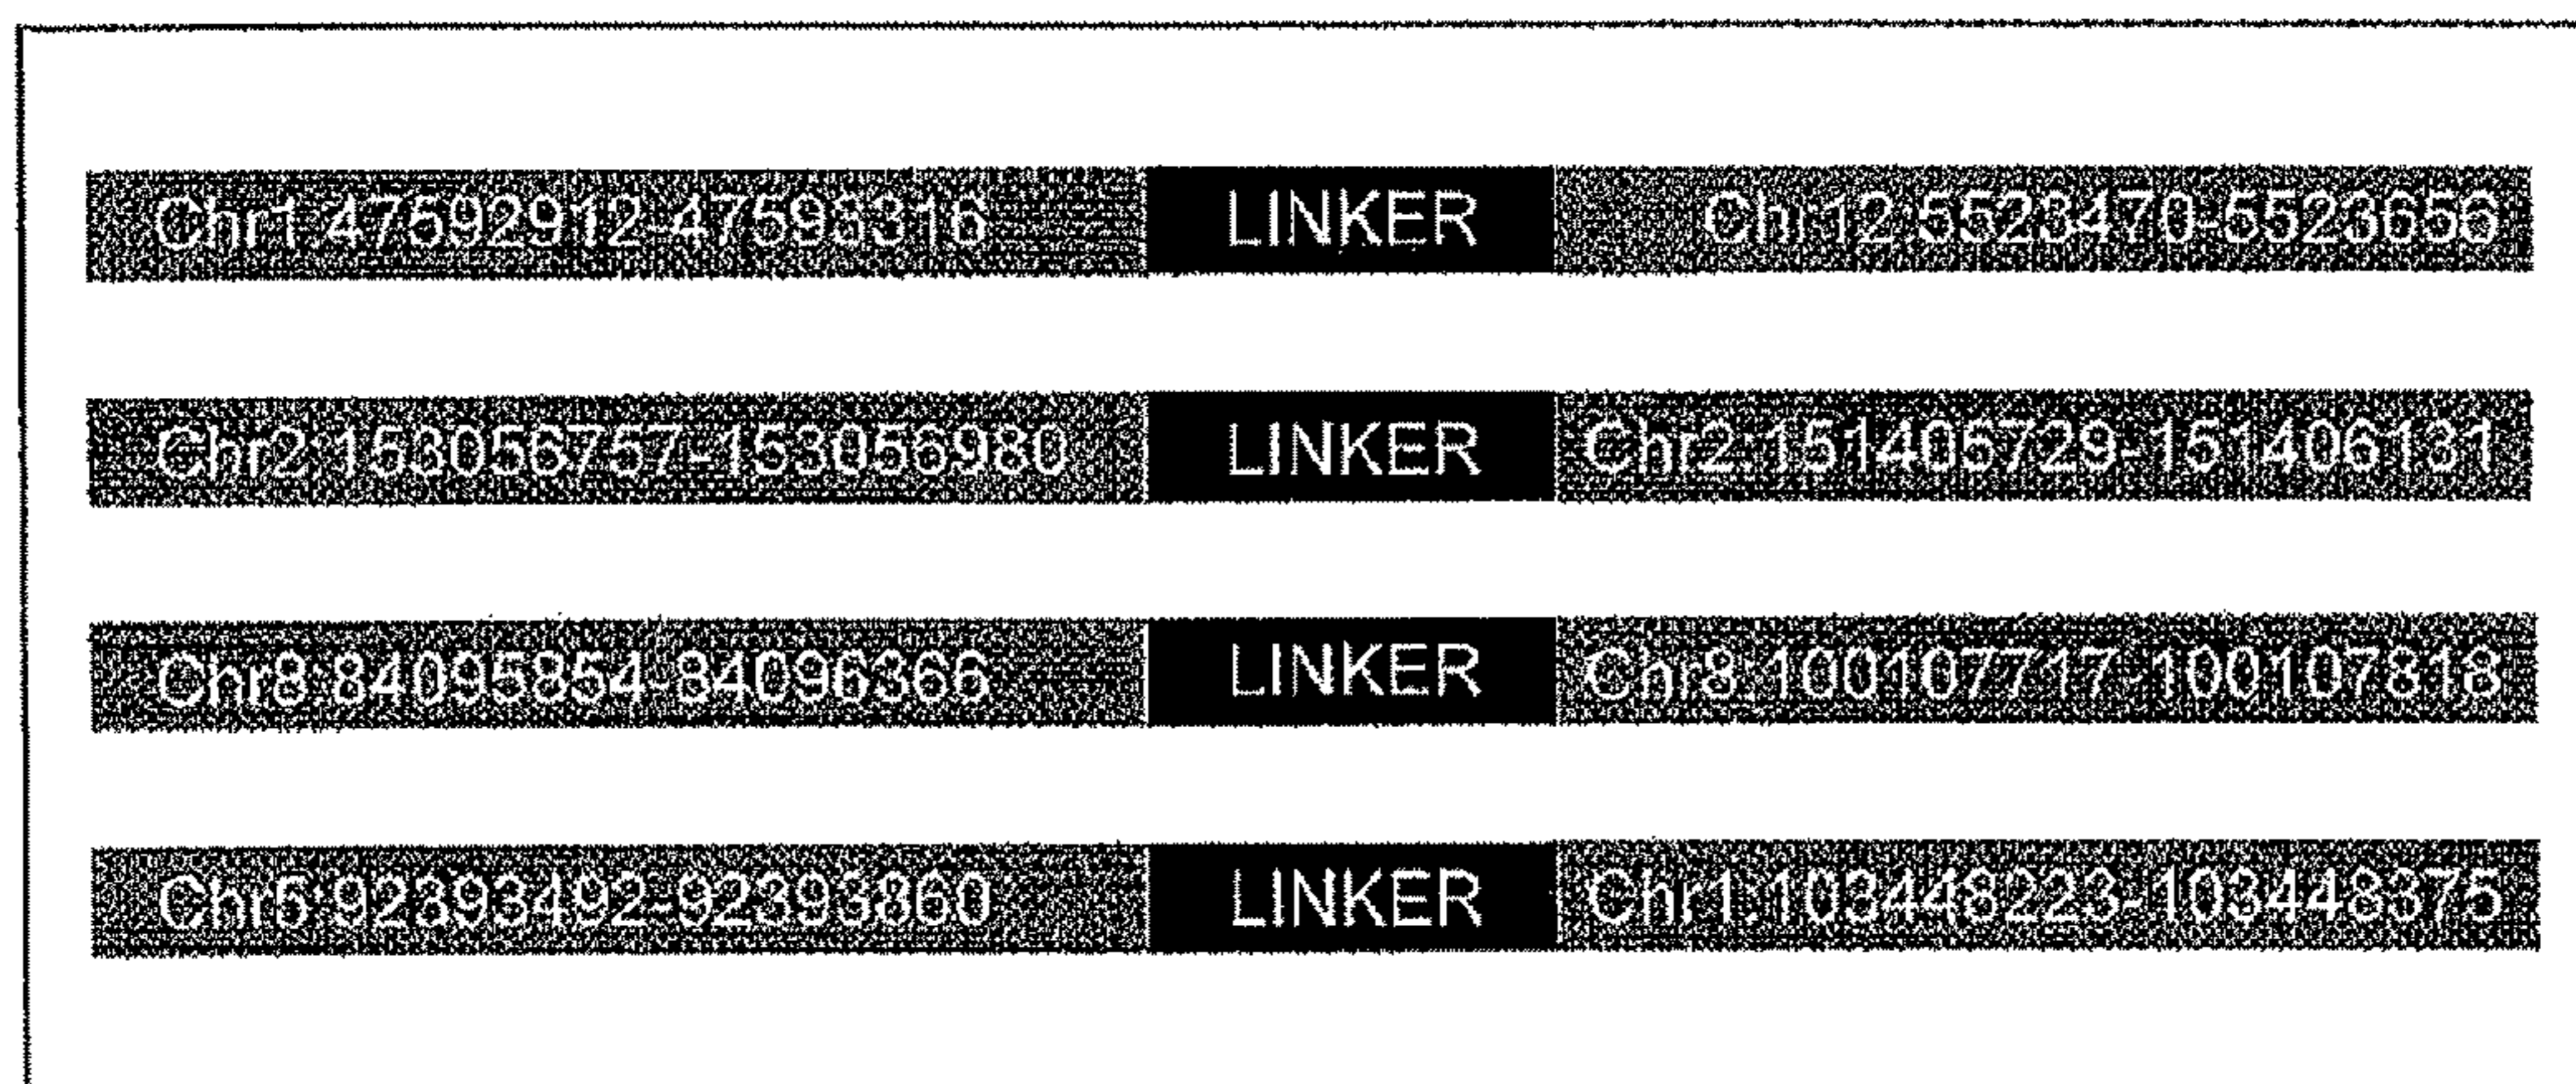 Chr1:47592912-47593316 LINKER Chr12:5523470-5523656
Chr2:153056757-153056980 LINKER Chr2:151405729-151406131
Chr8:84095854-84096366 LINKER Chr8:100107717-100107818
Chr5:92393492-92393860 LINKER Chr1:103448223-103448375